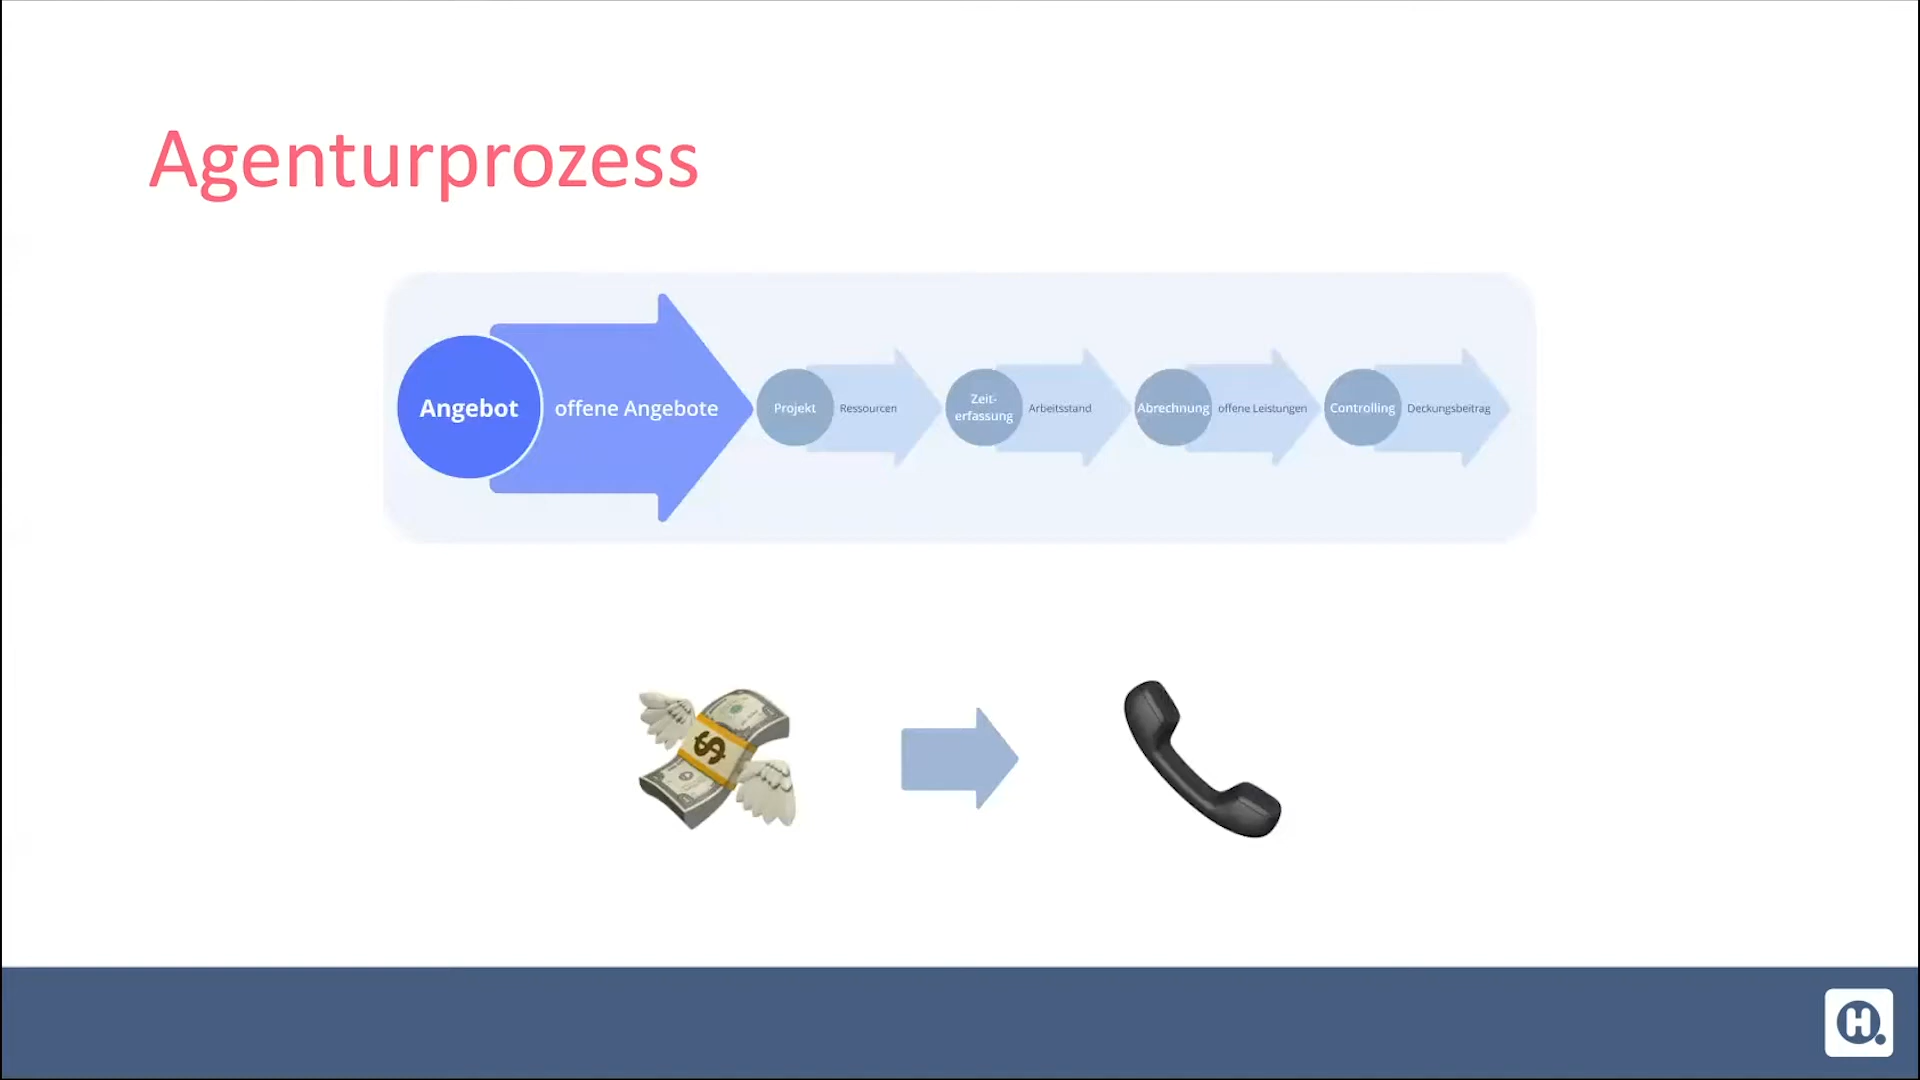 Agenturprozess
Angebot
offene Angebote
Projekt
Ressourcen
Zeit-
erfassung
Arbeitsstand
Abrechnung
offene Leistungen
Controlling
Deckungsbeitrag
$
H.